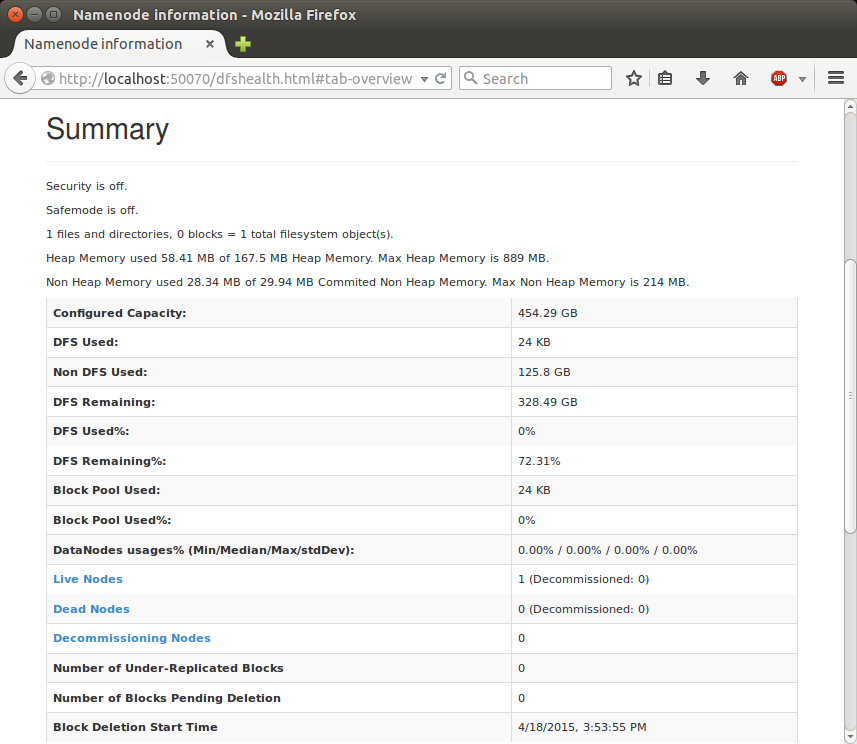 Namenode information - Mozilla Firefox
Namenode information
http://localhost:50070/dfshealth.html#tab-overview
Search
ABP
Summary
Security is off.
Safemode is off.
1 files and directories, 0 blocks = 1 total filesystem object(s).
Heap Memory used 58.41 MB of 167.5 MB Heap Memory. Max Heap Memory is 889 MB.
Non Heap Memory used 28.34 MB of 29.94 MB Commited Non Heap Memory. Max Non Heap Memory is 214 MB.
Configured Capacity: 454.29 GB
DFS Used: 24 KB
Non DFS Used: 125.8 GB
DFS Remaining: 328.49 GB
DFS Used%: 0%
DFS Remaining%: 72.31%
Block Pool Used: 24 KB
Block Pool Used%: 0%
DataNodes usages% (Min/Median/Max/stdDev): 0.00% / 0.00% / 0.00% / 0.00%
Live Nodes 1 (Decommissioned: 0)
Dead Nodes 0 (Decommissioned: 0)
Decommissioning Nodes 0
Number of Under-Replicated Blocks 0
Number of Blocks Pending Deletion 0
Block Deletion Start Time 4/18/2015, 3:53:55 PM